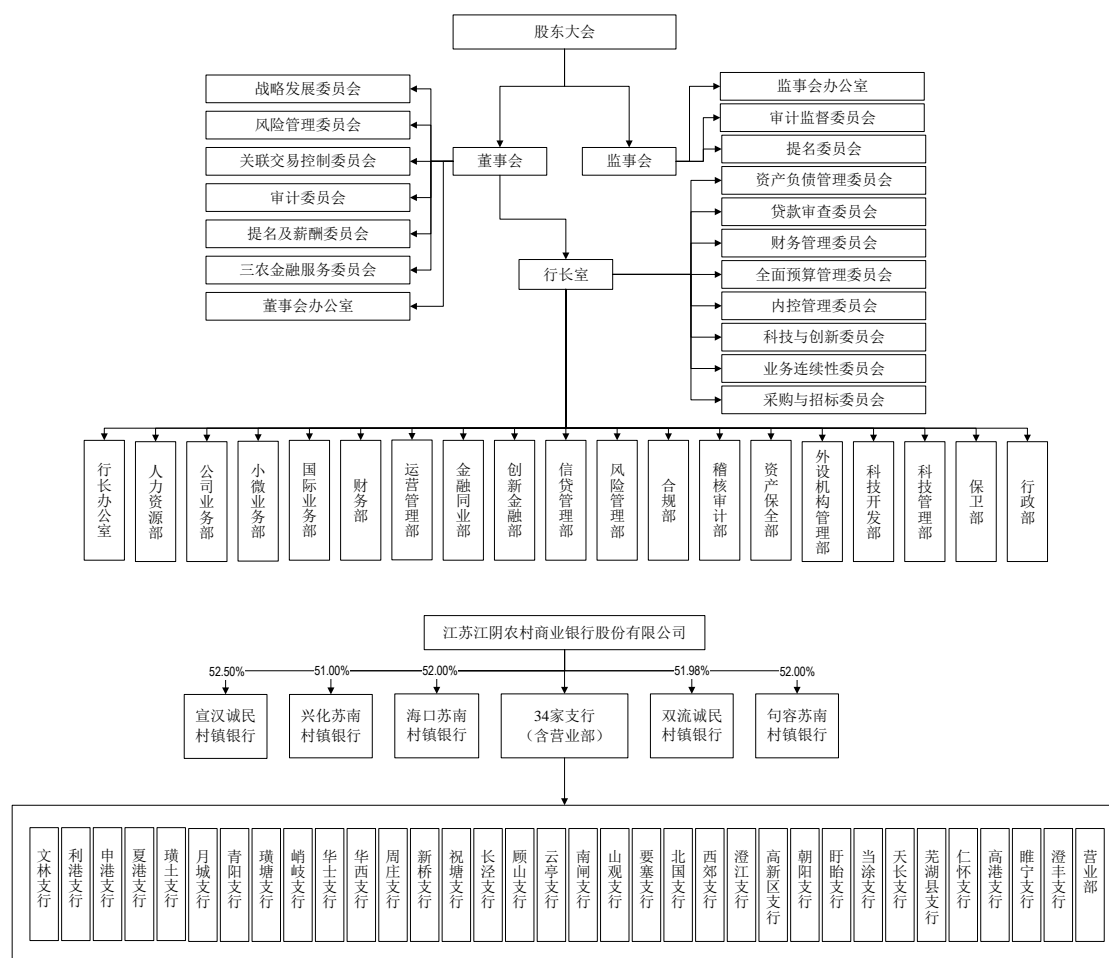 股东大会
战略发展委员会
风险管理委员会
关联交易控制委员会
审计委员会
提名及薪酬委员会
三农金融服务委员会
董事会办公室
董事会
监事会
监事会办公室
审计监督委员会
提名委员会
行长室
资产负债管理委员会
贷款审查委员会
财务管理委员会
全面预算管理委员会
内控管理委员会
科技与创新委员会
业务连续性委员会
采购与招标委员会
行长办公室
人力资源部
公司业务部
小微业务部
国际业务部
财务部
运营管理部
金融同业部
创新金融部
信贷管理部
风险管理部
合规部
稽核审计部
资产保全部
外设机构管理部
科技开发部
科技管理部
保卫部
行政部
江苏江阴农村商业银行股份有限公司
52.50%
51.00%
52.00%
51.98%
52.00%
宣汉诚民
村镇银行
兴化苏南
村镇银行
海口苏南
村镇银行
34家支行
（含营业部）
双流诚民
村镇银行
句容苏南
村镇银行
文林支行
利港支行
申港支行
夏港支行
璜土支行
月城支行
青阳支行
璜塘支行
峭岐支行
华士支行
华西支行
周庄支行
新桥支行
祝塘支行
长泾支行
顾山支行
云亭支行
南闸支行
山观支行
要塞支行
北国支行
西郊支行
澄江支行
高新区支行
朝阳支行
盱眙支行
当涂支行
天长支行
芜湖县支行
仁怀支行
高港支行
睢宁支行
澄丰支行
营业部